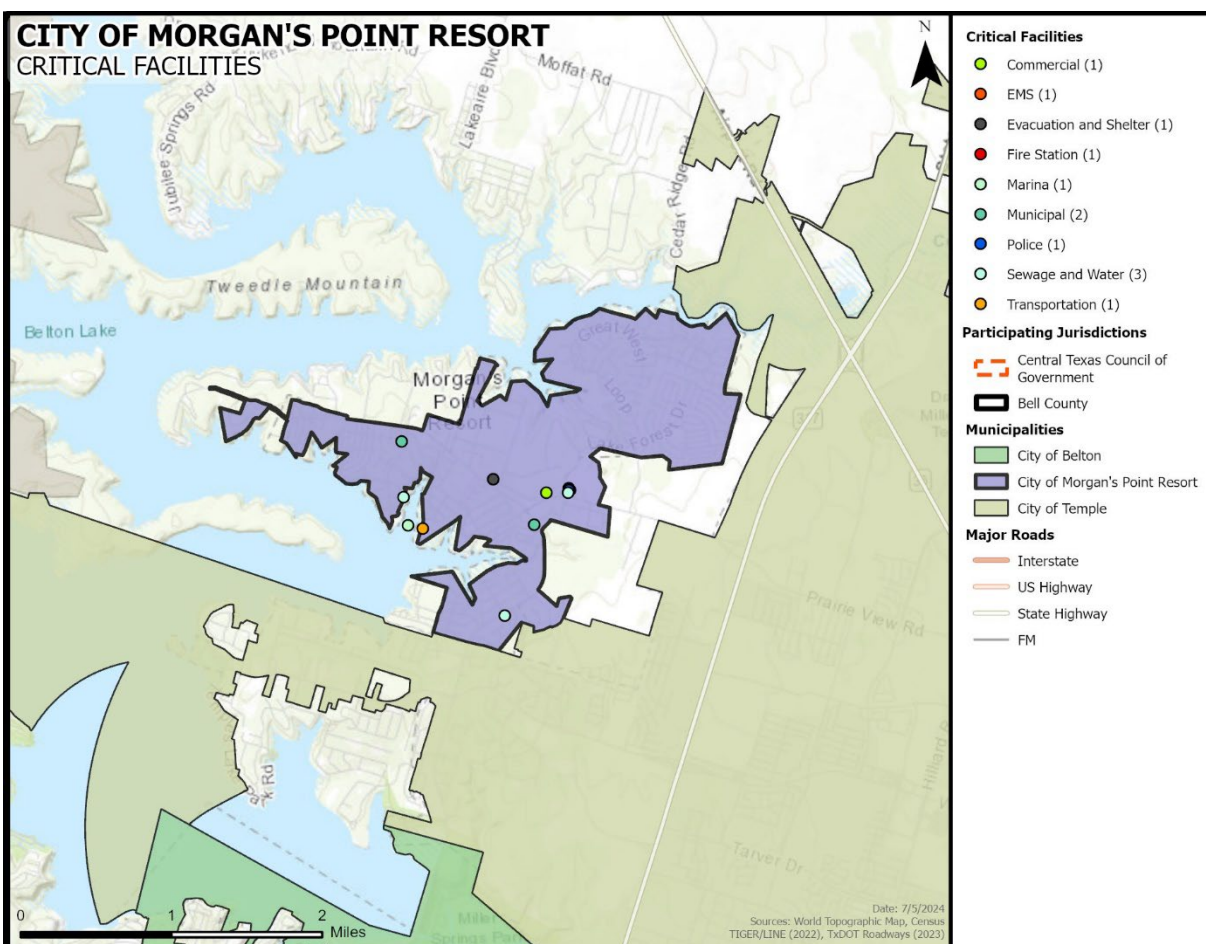 CITY OF MORGAN'S POINT RESORT
CRITICAL FACILITIES
N
Moffat Rd
Lakeaire Blvd
Jubilee Springs Rd
Cedar Ridge Rd
Tweedle Mountain
Belton Lake
Great West
Loop
Morgan's
Point
Resort
Lake Forest Dr
317
Prairie View Rd
Tarver Dr
0 1 2
Miles
Date: 7/5/2024
Sources: World Topographic Map, Census
TIGER/LINE (2022), TxDOT Roadways (2023)
Critical Facilities
Commercial (1)
EMS (1)
Evacuation and Shelter (1)
Fire Station (1)
Marina (1)
Municipal (2)
Police (1)
Sewage and Water (3)
Transportation (1)
Participating Jurisdictions
Central Texas Council of
Government
Bell County
Municipalities
City of Belton
City of Morgan's Point Resort
City of Temple
Major Roads
Interstate
US Highway
State Highway
FM